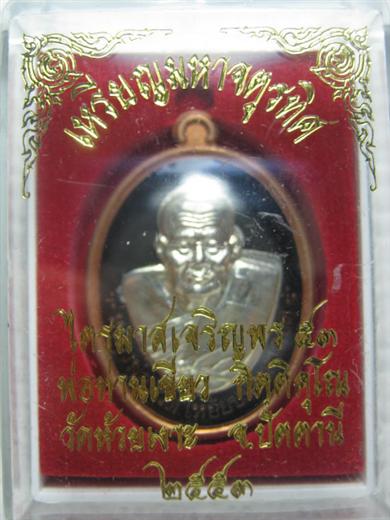 เหรียญมหาจตุรทิศ
ไตรมาสเจริญพร ๕๓
พ่อท่านเขียว กิตติคุโณ
วัดห้วยเงาะ จ.ปัตตานี
๒๕๕๓